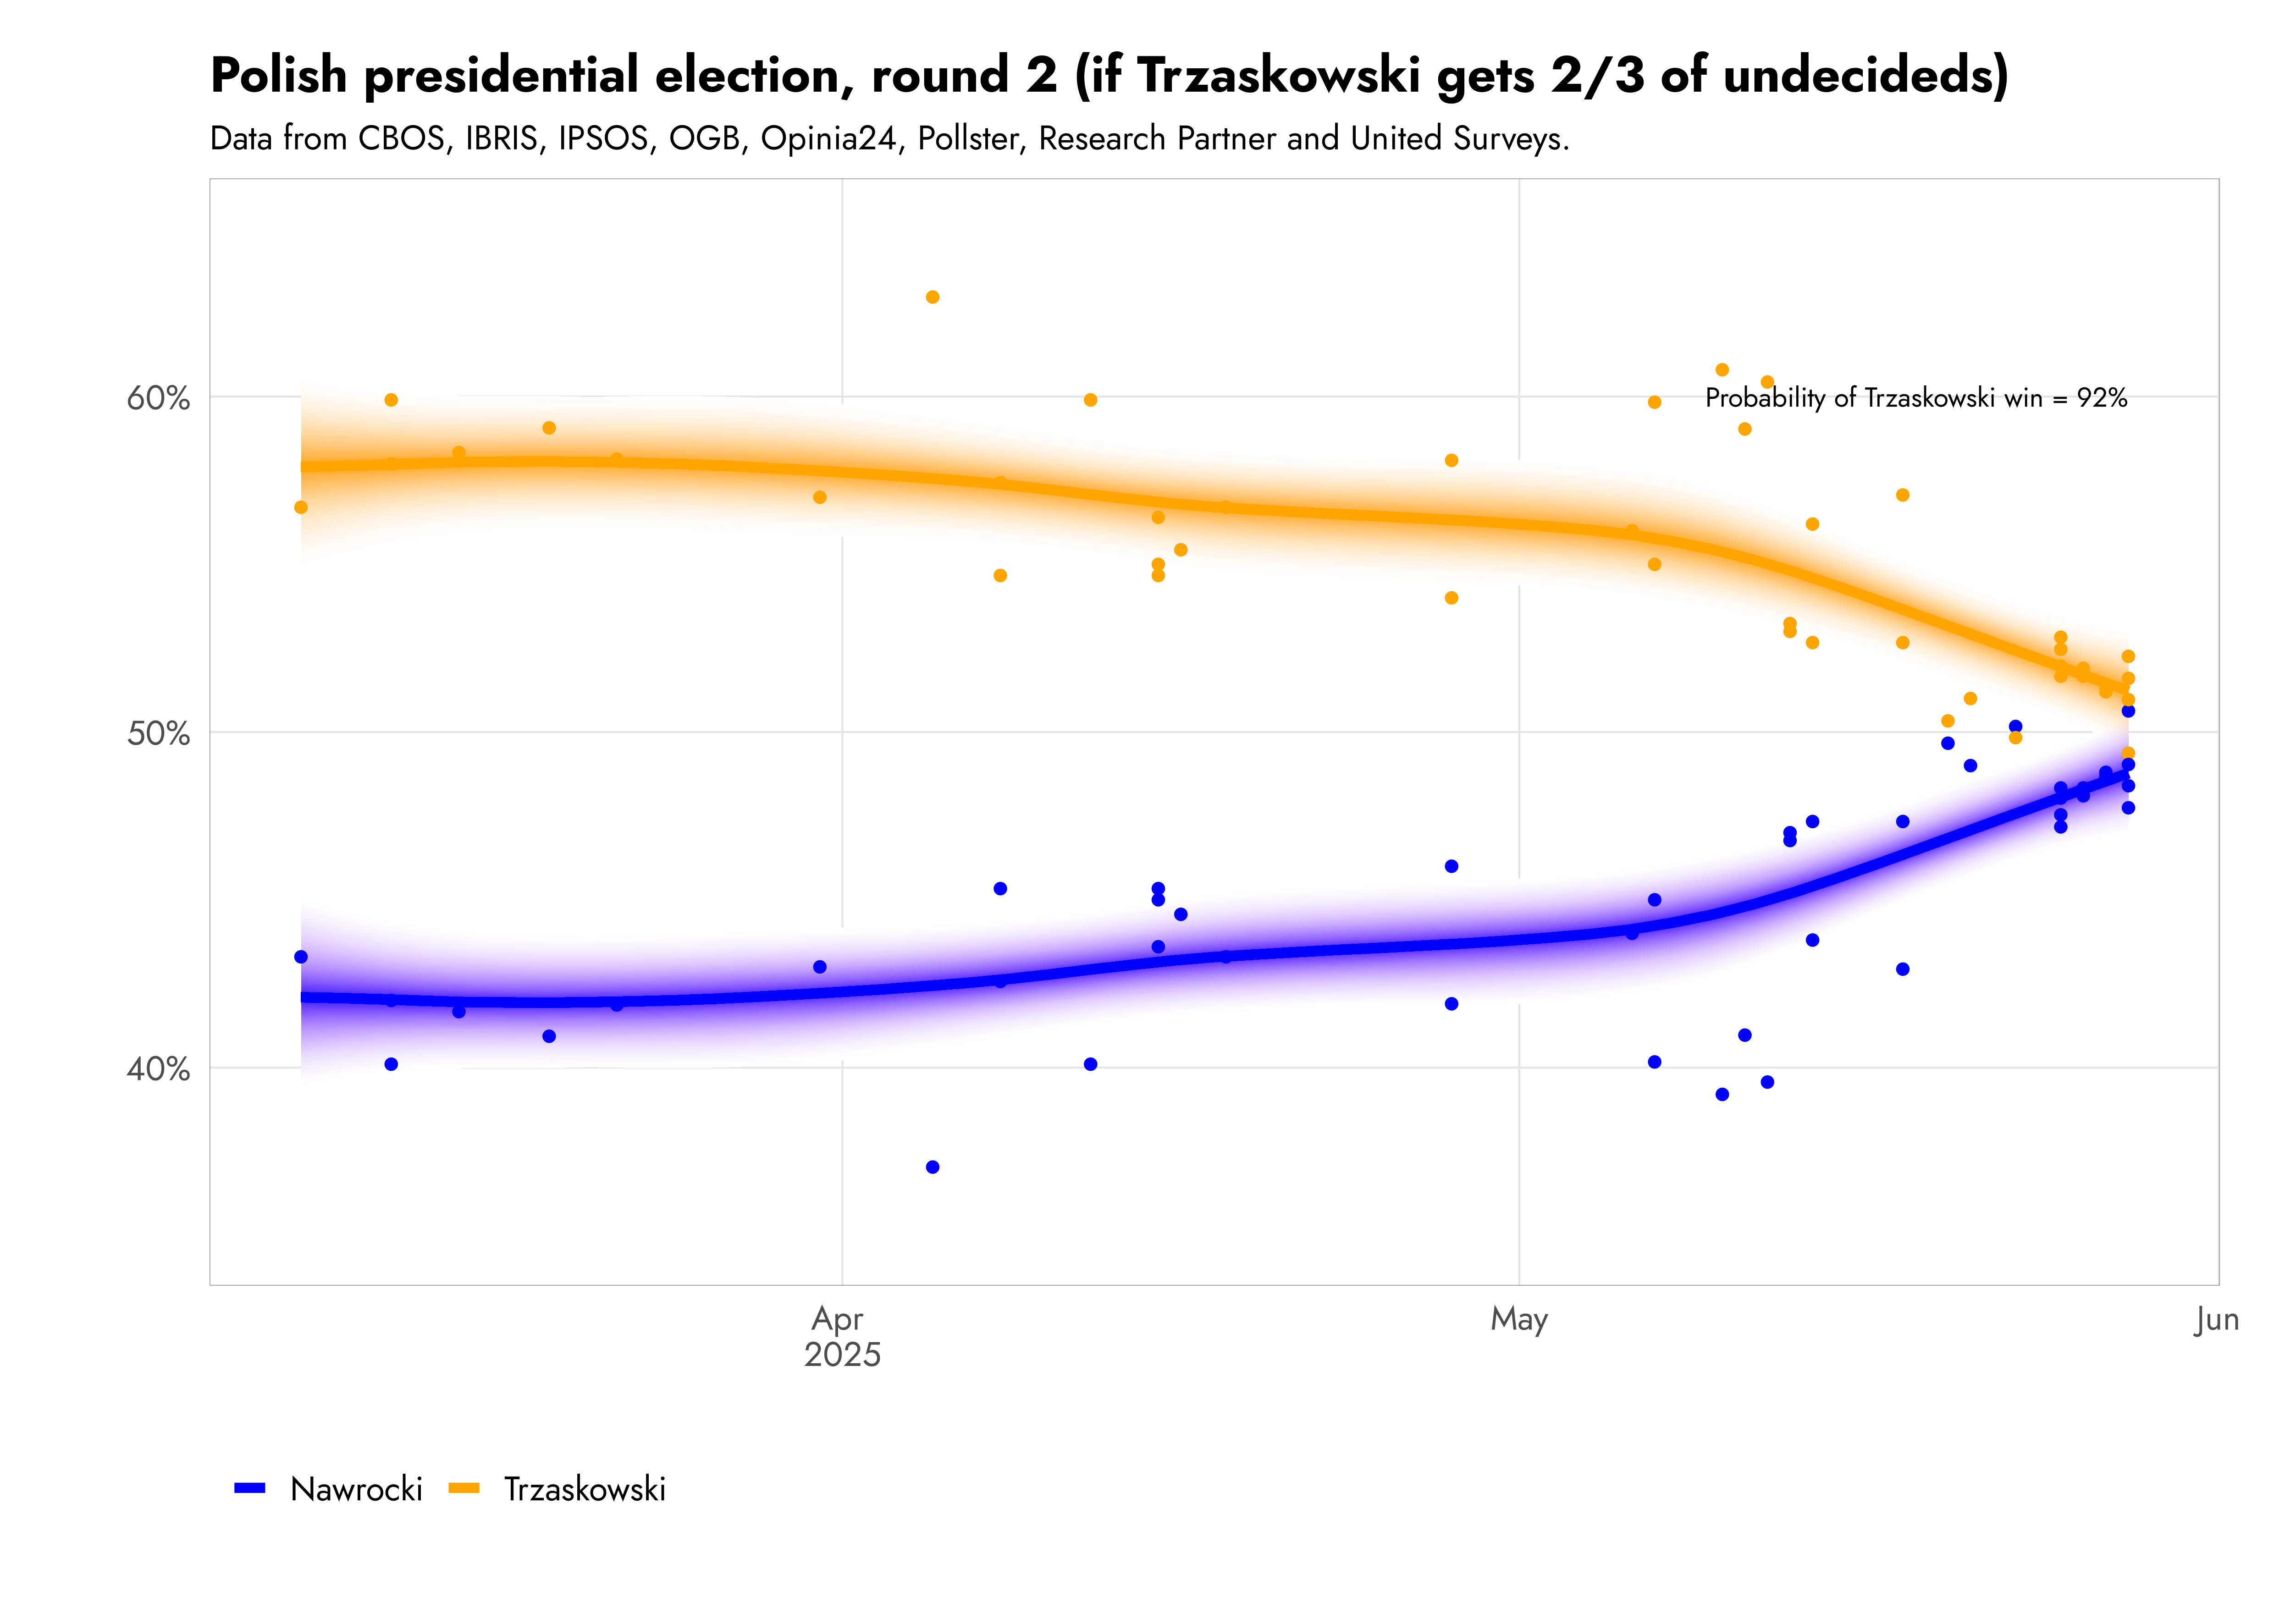 Polish presidential election, round 2 (if Trzaskowski gets 2/3 of undecideds)
Data from CBOS, IBRIS, IPSOS, OGB, Opinia24, Pollster, Research Partner and United Surveys.
60%
Probability of Trzaskowski win = 92%
50%
40%
Apr
2025
May
Jun
Nawrocki
Trzaskowski